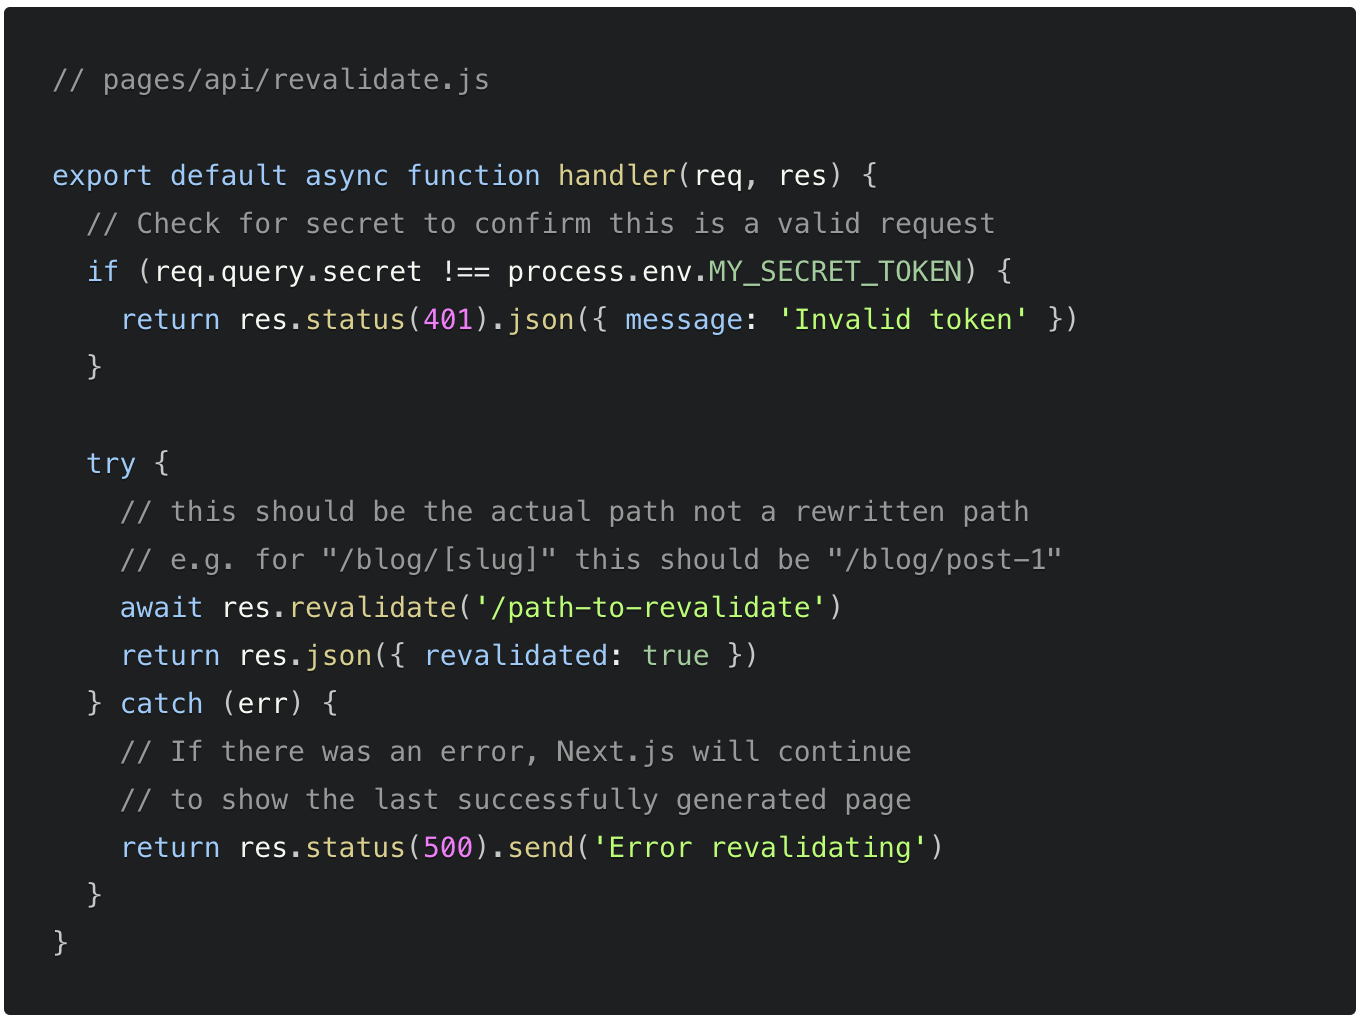 // pages/api/revalidate.js
export default async function handler(req, res) {
  // Check for secret to confirm this is a valid request
  if (req.query.secret !== process.env.MY_SECRET_TOKEN) {
    return res.status(401).json({ message: 'Invalid token' })
  }
  try {
    // this should be the actual path not a rewritten path
    // e.g. for "/blog/[slug]" this should be "/blog/post-1"
    await res.revalidate('/path-to-revalidate')
    return res.json({ revalidated: true })
  } catch (err) {
    // If there was an error, Next.js will continue
    // to show the last successfully generated page
    return res.status(500).send('Error revalidating')
  }
}